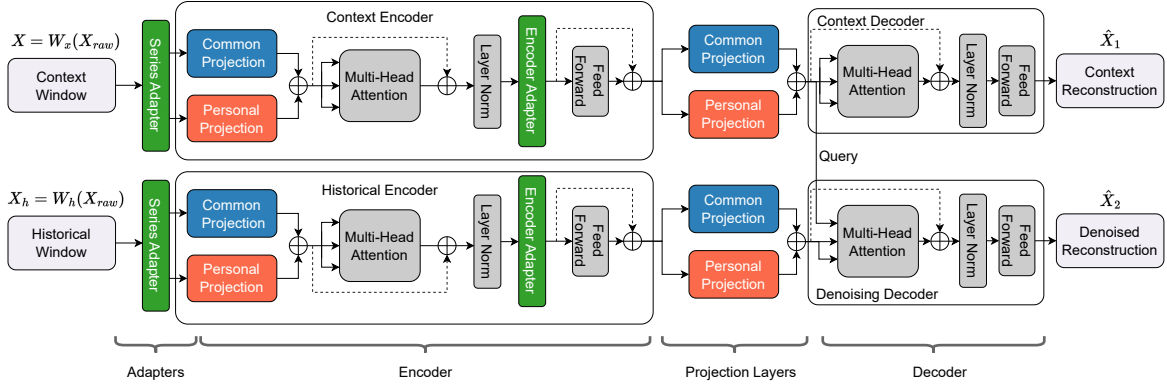 Context Encoder
X = W_x(X_{raw})
Context
Window
Series Adapter
Common
Projection
Personal
Projection
Multi-Head
Attention
Layer Norm
Encoder Adapter
Feed
Forward
Common
Projection
Personal
Projection
Context Decoder
Multi-Head
Attention
Layer Norm
Feed
Forward
X̂_1
Context
Reconstruction
Query
Historical Encoder
X_h = W_h(X_{raw})
Historical
Window
Series Adapter
Common
Projection
Personal
Projection
Multi-Head
Attention
Layer Norm
Encoder Adapter
Feed
Forward
Common
Projection
Personal
Projection
Multi-Head
Attention
Layer Norm
Feed
Forward
Denoising Decoder
X̂_2
Denoised
Reconstruction
Adapters
Encoder
Projection Layers
Decoder